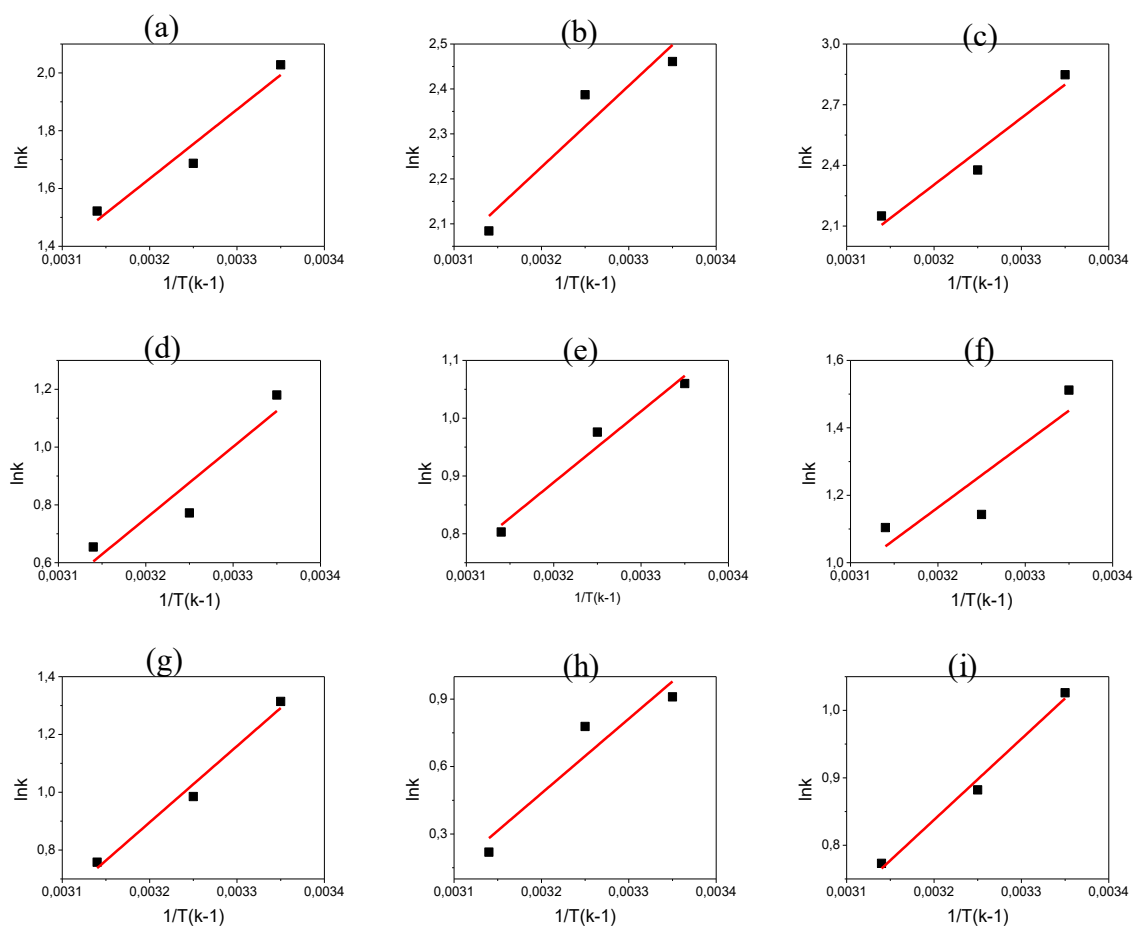 (a)
lnk
2,0
1,8
1,6
1,4
0,0031 0,0032 0,0033 0,0034
1/T(k-1)
(b)
lnk
2,5
2,4
2,3
2,2
2,1
0,0031 0,0032 0,0033 0,0034
1/T(k-1)
(c)
lnk
3,0
2,7
2,4
2,1
0,0031 0,0032 0,0033 0,0034
1/T(k-1)
(d)
lnk
1,2
1,0
0,8
0,6
0,0031 0,0032 0,0033 0,0034
1/T(k-1)
(e)
lnk
1,1
1,0
0,9
0,8
0,0031 0,0032 0,0033 0,0034
1/T(k-1)
(f)
lnk
1,6
1,4
1,2
1,0
0,0031 0,0032 0,0033 0,0034
1/T(k-1)
(g)
lnk
1,4
1,2
1,0
0,8
0,0031 0,0032 0,0033 0,0034
1/T(k-1)
(h)
lnk
0,9
0,6
0,3
0,0031 0,0032 0,0033 0,0034
1/T(k-1)
(i)
lnk
1,0
0,9
0,8
0,0031 0,0032 0,0033 0,0034
1/T(k-1)